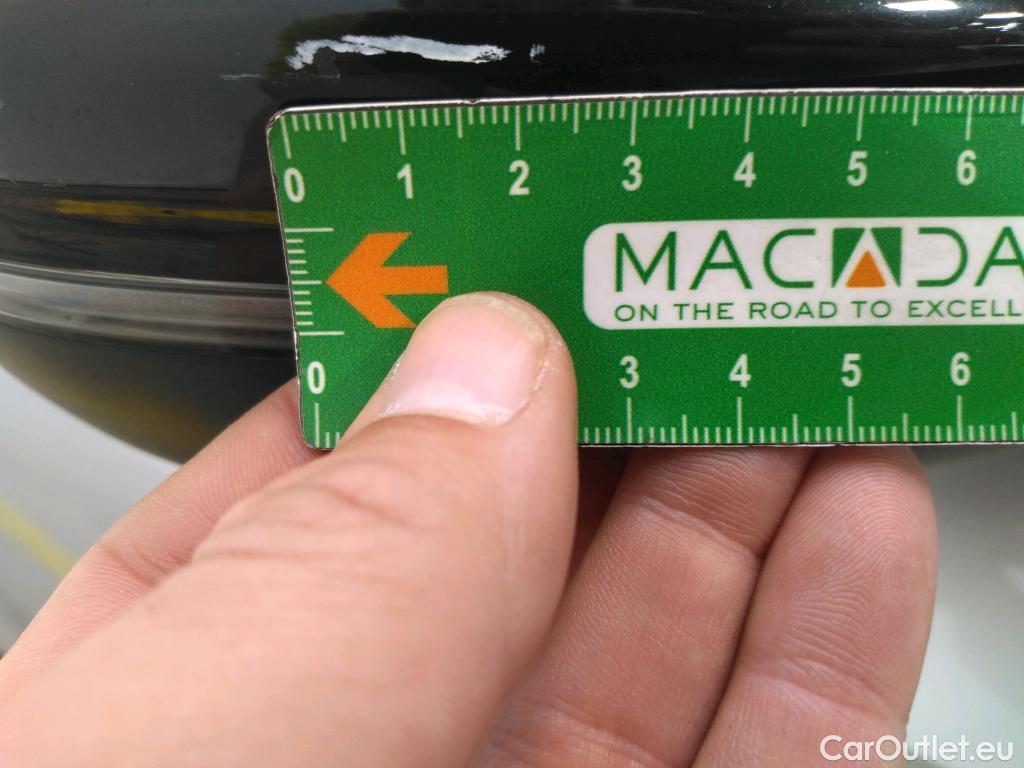 0 1 2 3 4 5 6
MACADA
ON THE ROAD TO EXCELL
0 3 4 5 6
CarOutlet.eu